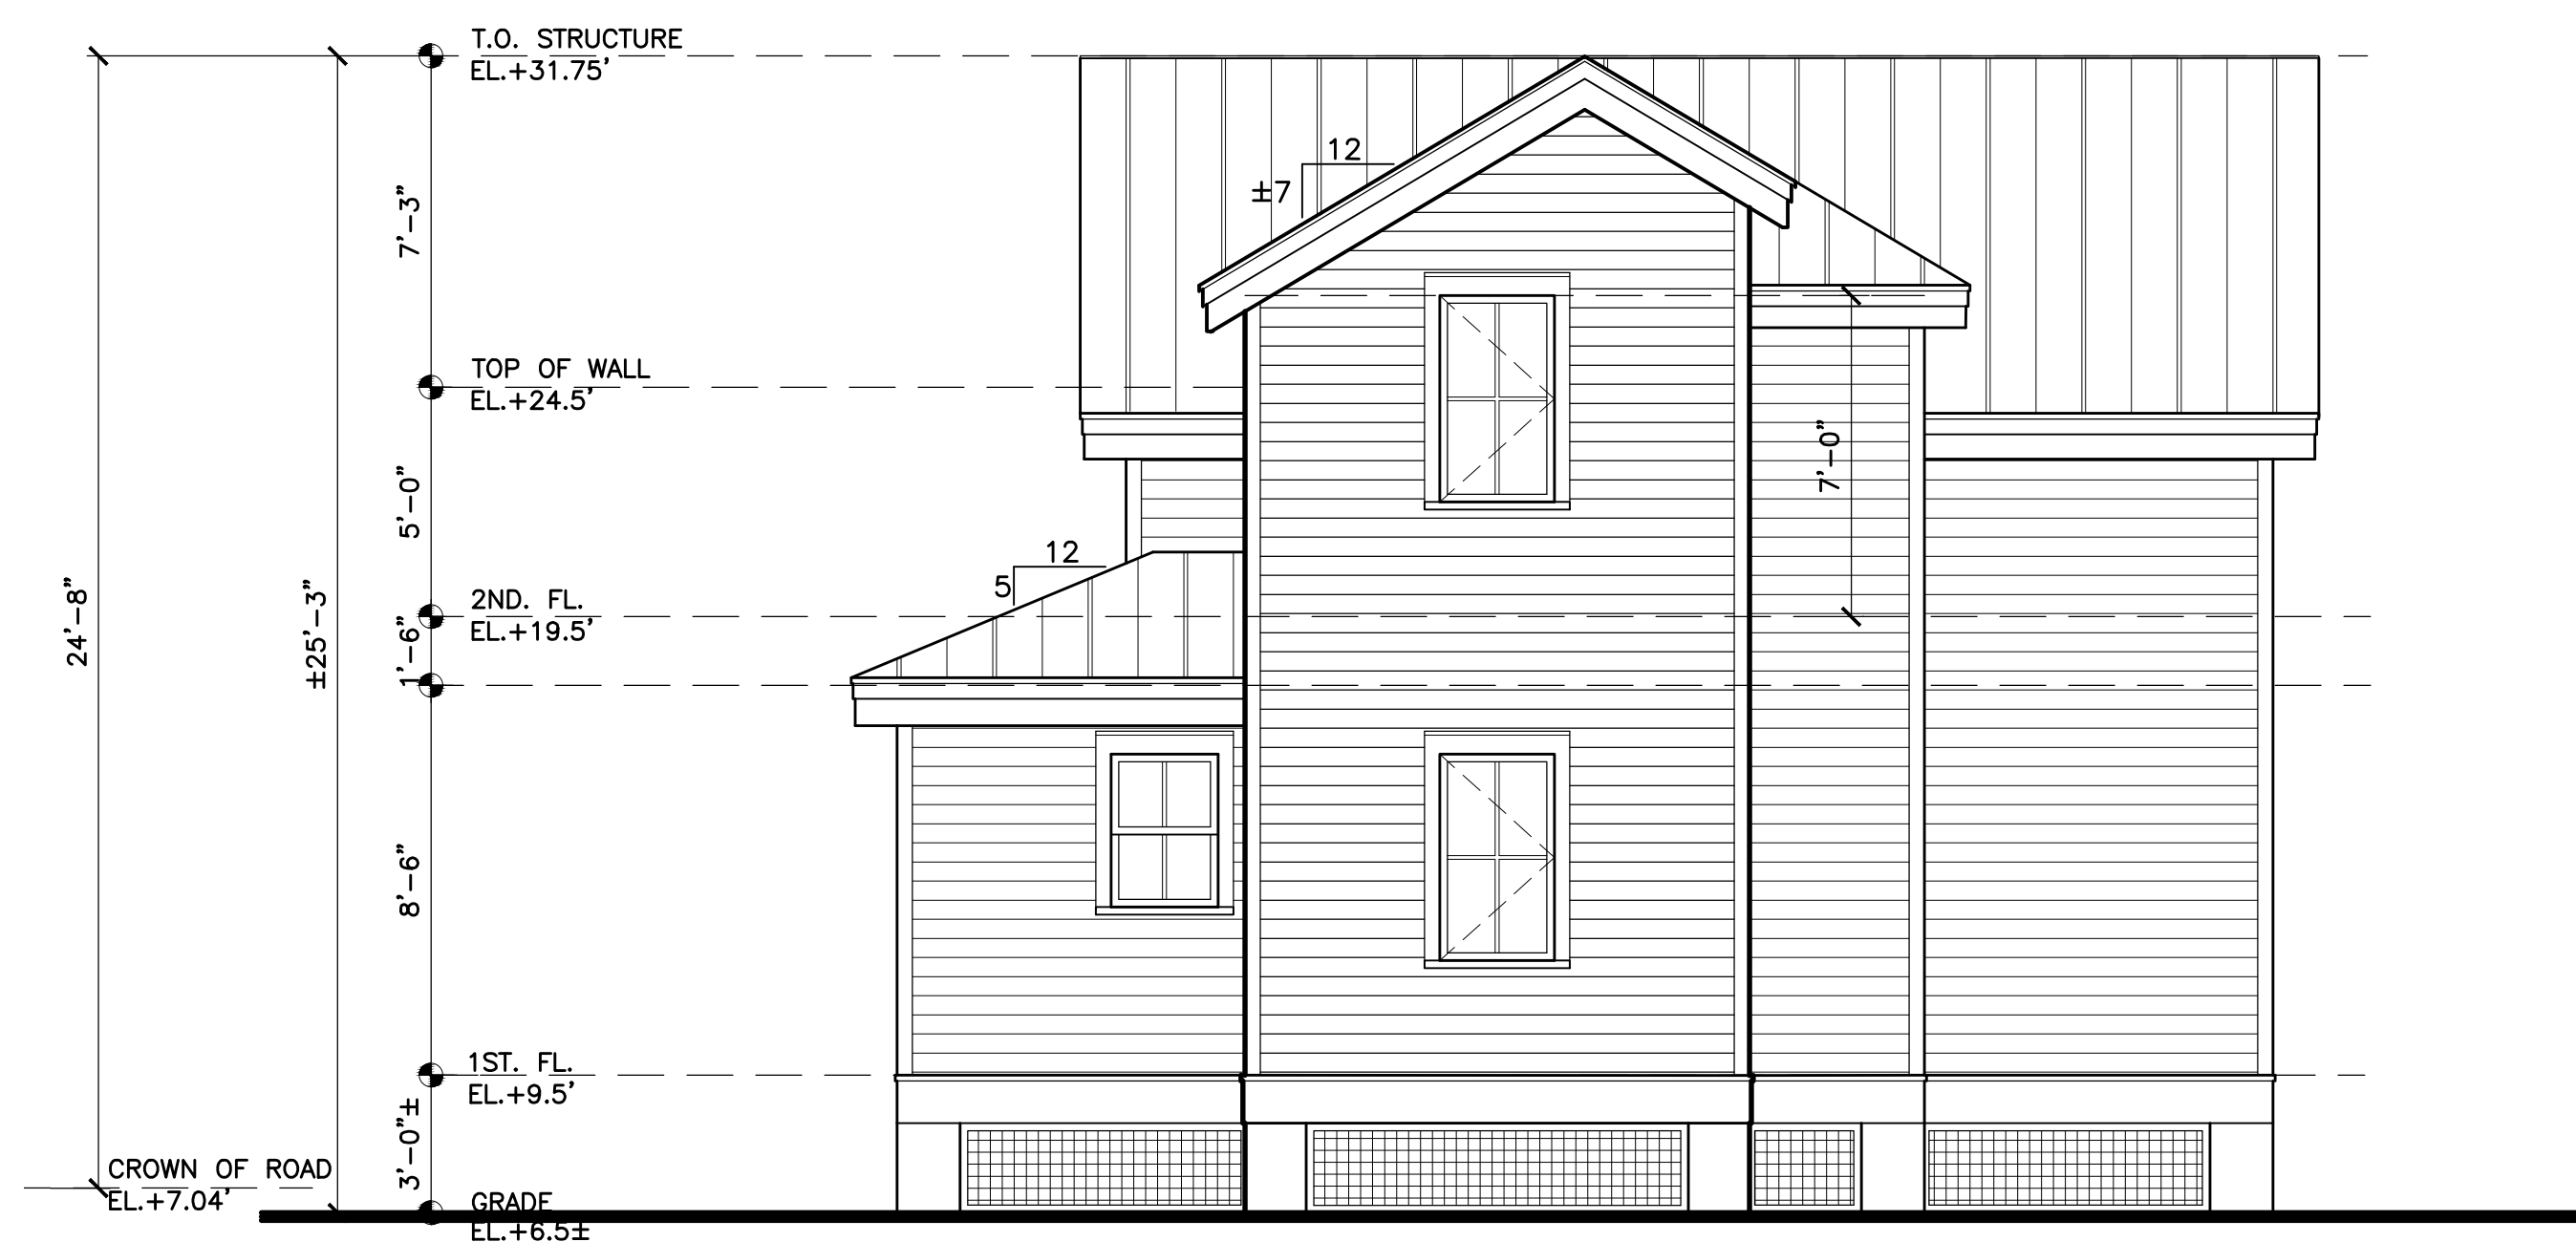 T.O. STRUCTURE
EL.+31.75'
12
±7
7'-3"
TOP OF WALL
EL.+24.5'
5'-0"
7'-0"
12
5
2ND. FL.
EL.+19.5'
24'-8"
±25'-3"
1'-6"
8'-6"
1ST. FL.
EL.+9.5'
3'-0"±
CROWN OF ROAD
EL.+7.04'
GRADE
EL.+6.5±